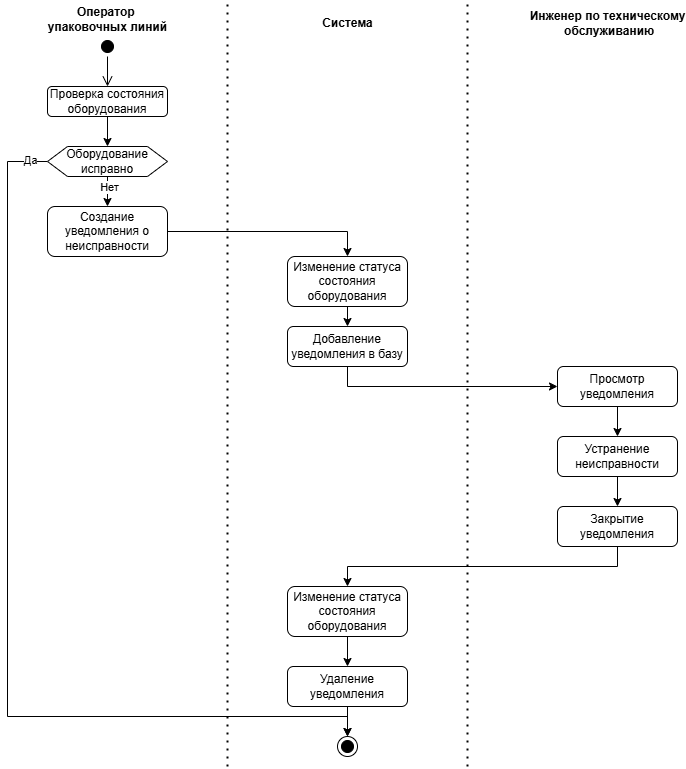 Оператор
упаковочных линий
Система
Инженер по техническому
обслуживанию
Проверка состояния
оборудования
Оборудование
исправно
Да
Нет
Создание
уведомления о
неисправности
Изменение статуса
состояния
оборудования
Добавление
уведомления в базу
Просмотр
уведомления
Устранение
неисправности
Закрытие
уведомления
Изменение статуса
состояния
оборудования
Удаление
уведомления